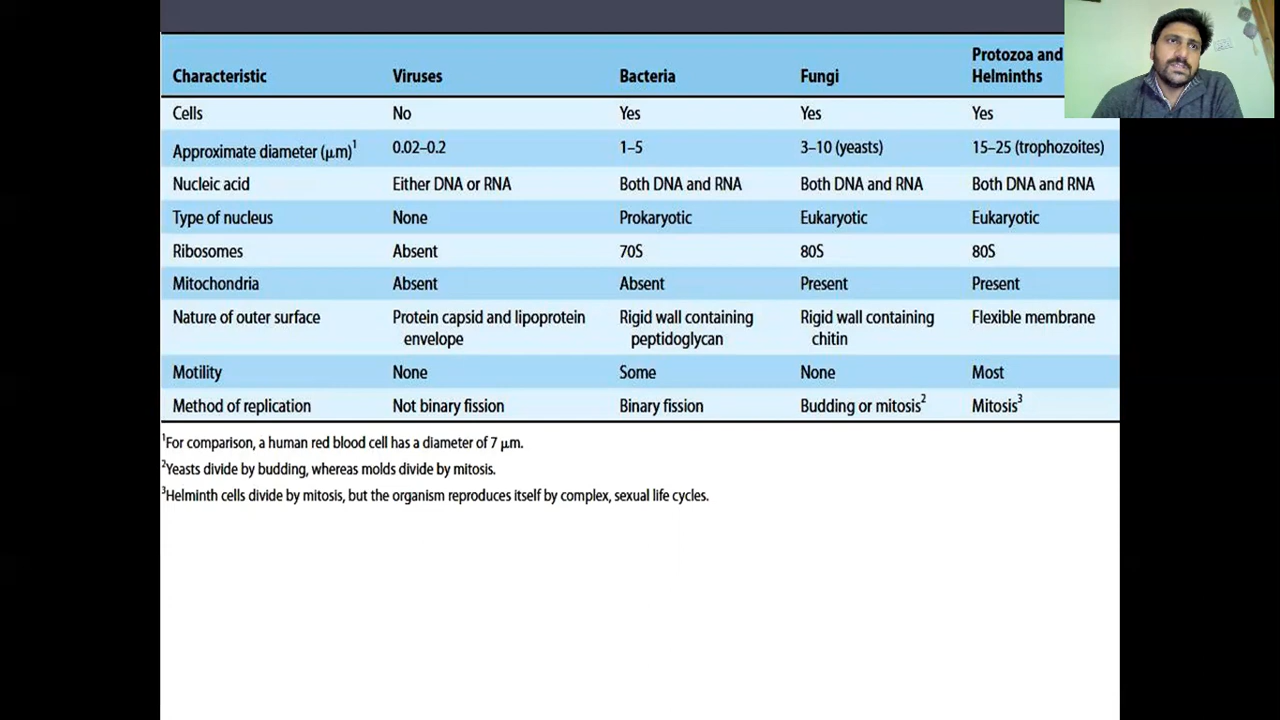 Characteristic Viruses Bacteria Fungi Protozoa and Helminths
Cells No Yes Yes Yes
Approximate diameter (μm)1 0.02–0.2 1–5 3–10 (yeasts) 15–25 (trophozoites)
Nucleic acid Either DNA or RNA Both DNA and RNA Both DNA and RNA Both DNA and RNA
Type of nucleus None Prokaryotic Eukaryotic Eukaryotic
Ribosomes Absent 70S 80S 80S
Mitochondria Absent Absent Present Present
Nature of outer surface Protein capsid and lipoprotein envelope Rigid wall containing peptidoglycan Rigid wall containing chitin Flexible membrane
Motility None Some None Most
Method of replication Not binary fission Binary fission Budding or mitosis2 Mitosis3
1For comparison, a human red blood cell has a diameter of 7 μm.
2Yeasts divide by budding, whereas molds divide by mitosis.
3Helminth cells divide by mitosis, but the organism reproduces itself by complex, sexual life cycles.